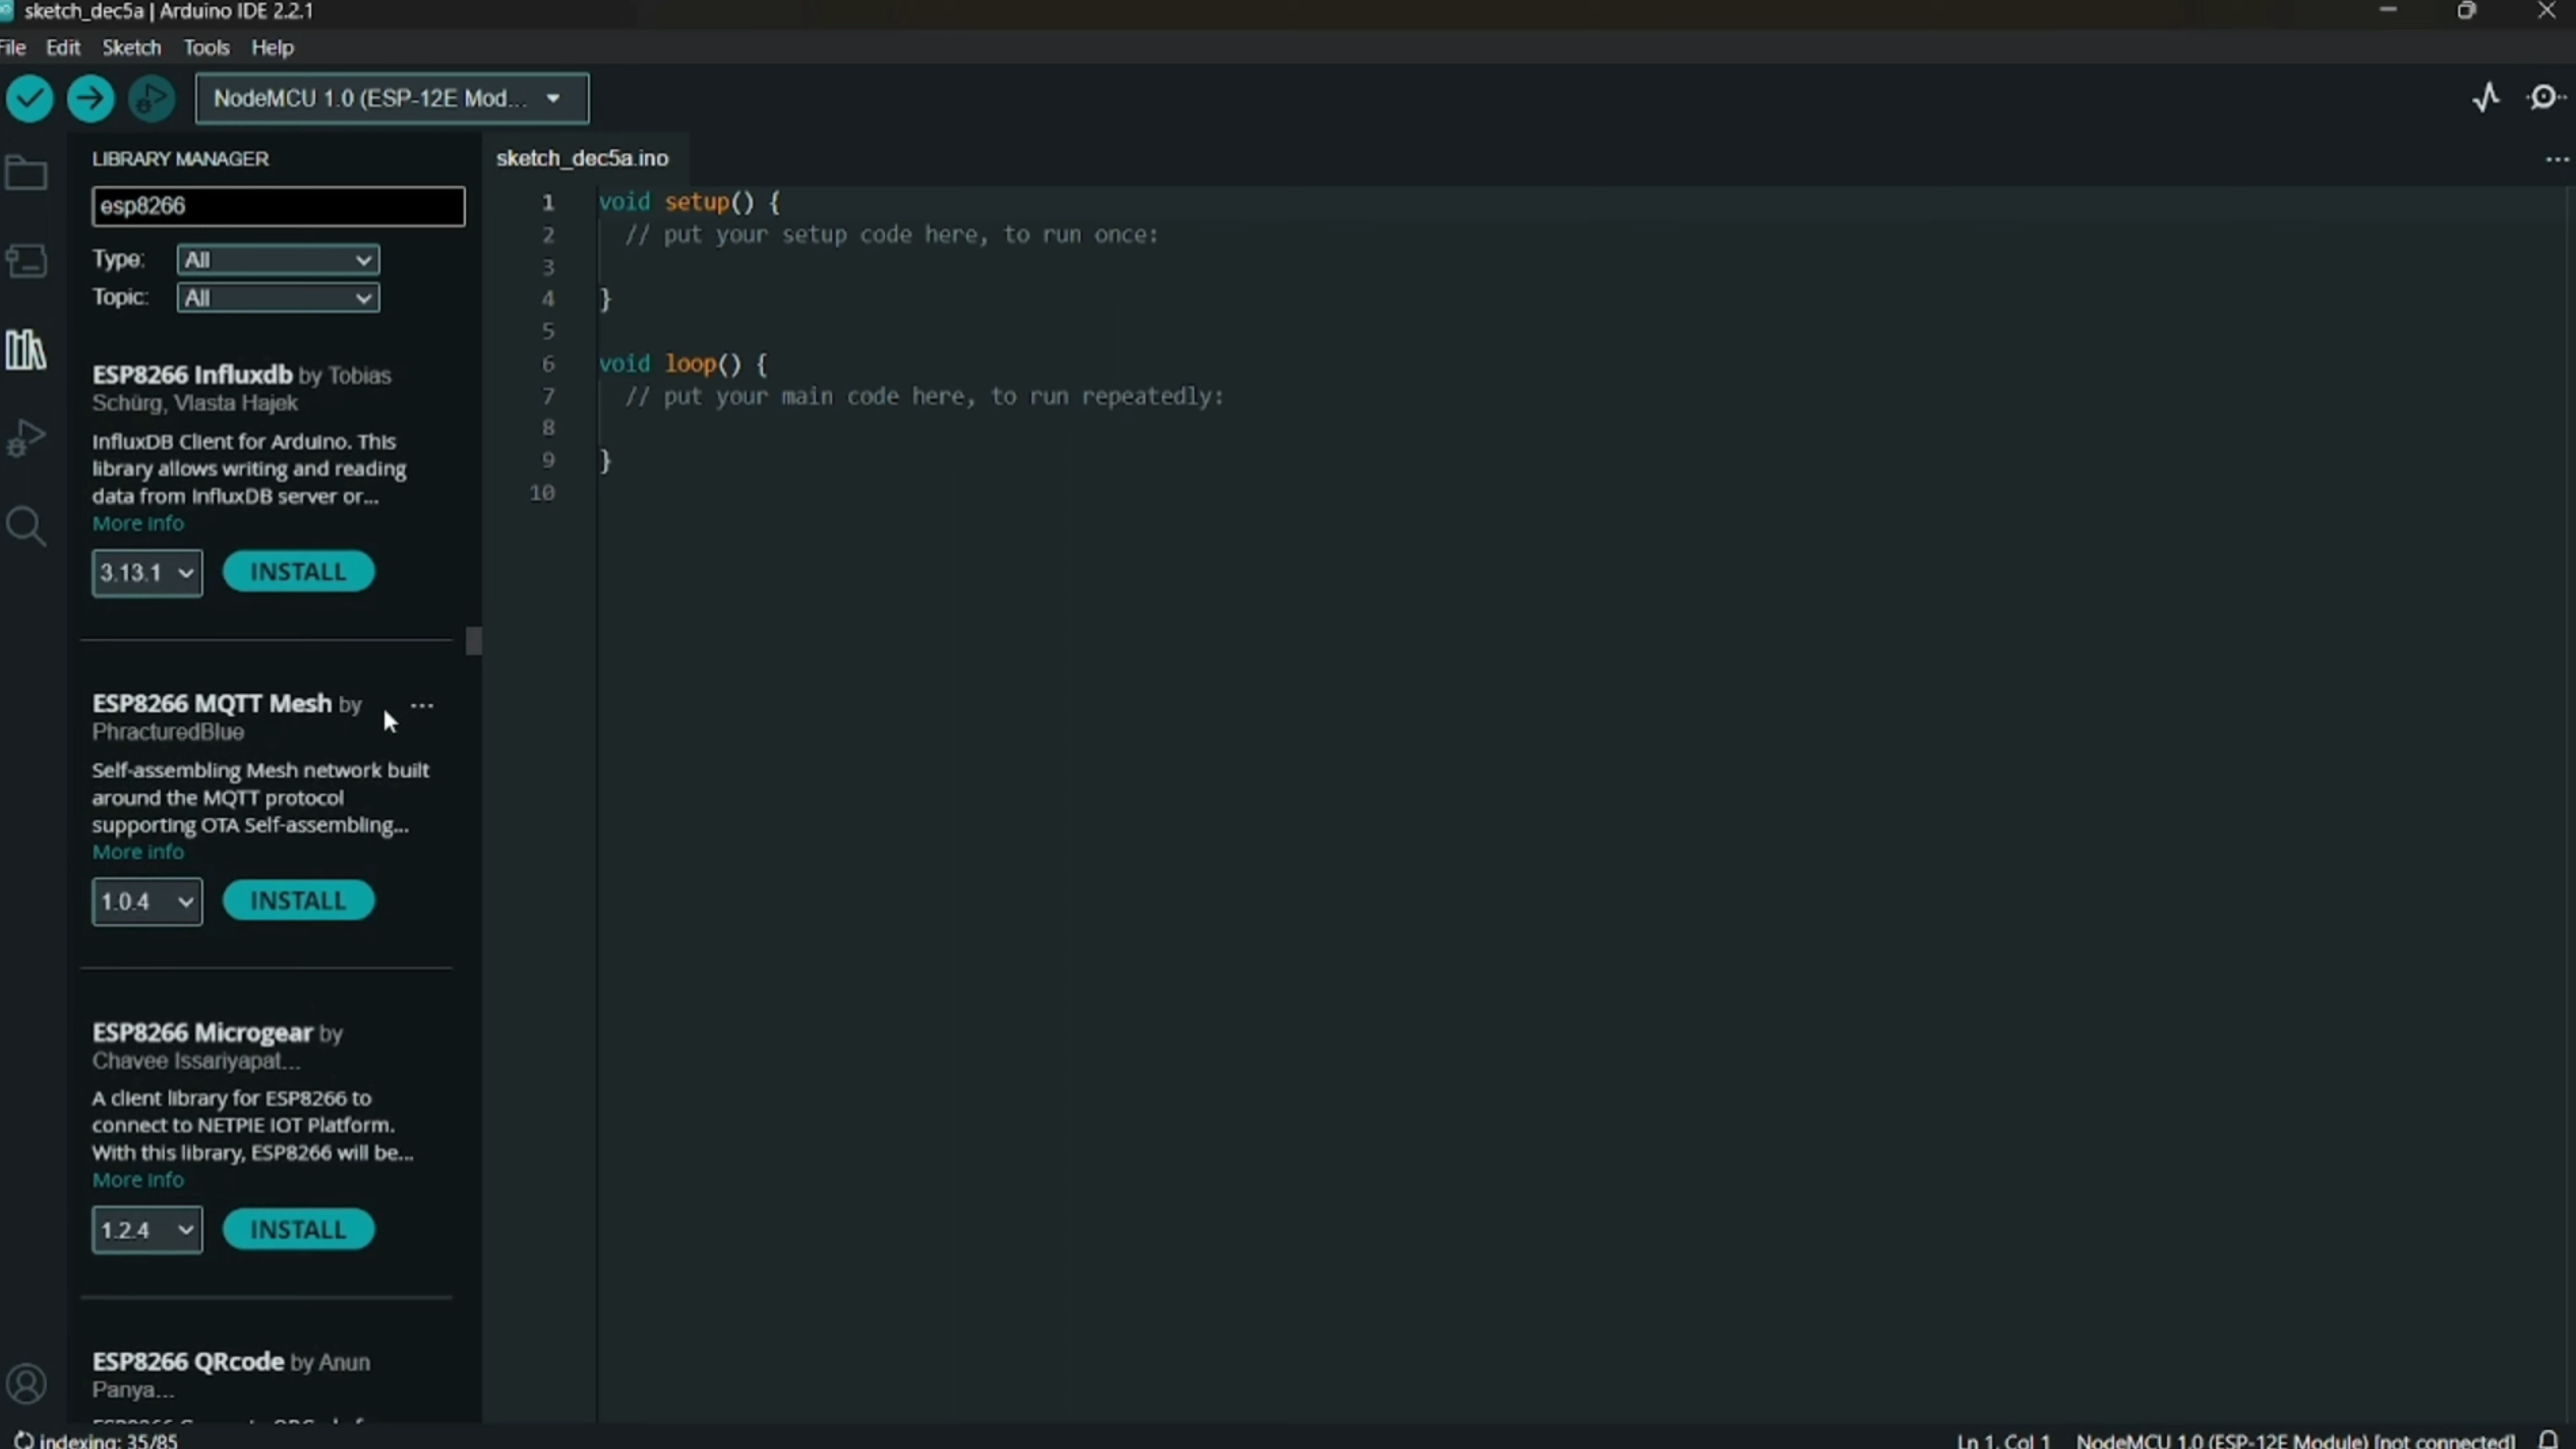 sketch_dec5a | Arduino IDE 2.2.1
File Edit Sketch Tools Help
NodeMCU 1.0 (ESP-12E Mod...
LIBRARY MANAGER
esp8266
Type: All
Topic: All
ESP8266 Influxdb by Tobias
Schürg, Vlasta Hajek
InfluxDB Client for Arduino. This
library allows writing and reading
data from InfluxDB server or...
More info
3.13.1 INSTALL
ESP8266 MQTT Mesh by
PhracturedBlue
Self-assembling Mesh network built
around the MQTT protocol
supporting OTA Self-assembling...
More info
1.0.4 INSTALL
ESP8266 Microgear by
Chavee Issariyapat...
A client library for ESP8266 to
connect to NETPIE IOT Platform.
With this library, ESP8266 will be...
More info
1.2.4 INSTALL
ESP8266 QRcode by Anun
Panya...
sketch_dec5a.ino
1 void setup() {
2 // put your setup code here, to run once:
3
4 }
5
6 void loop() {
7 // put your main code here, to run repeatedly:
8
9 }
10
indexing: 35/85
Ln 1, Col 1 NodeMCU 1.0 (ESP-12E Module) [not connected]